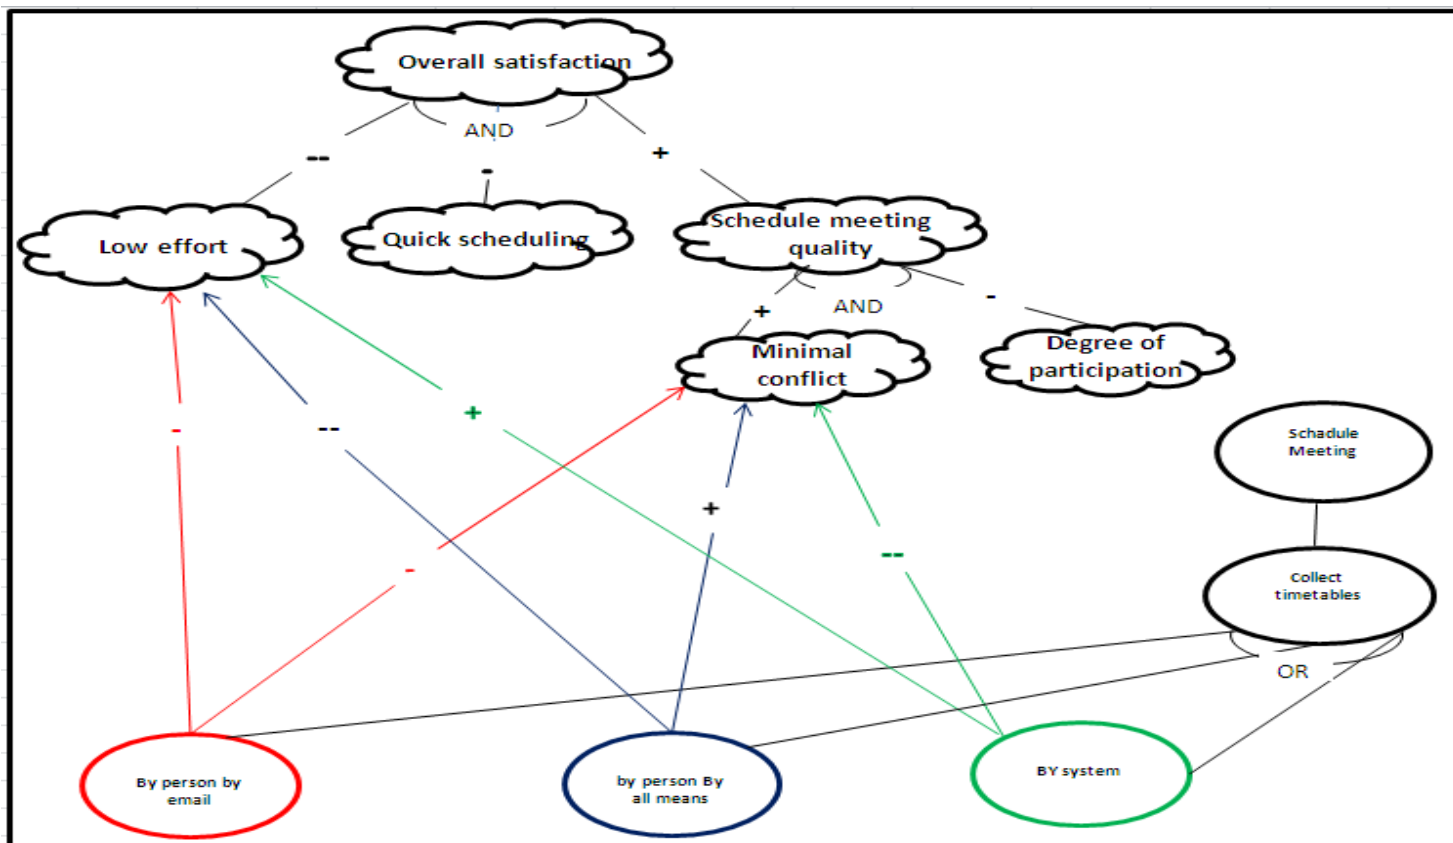 Overall satisfaction
AND
--
-
+
Low effort
Quick scheduling
Schedule meeting
quality
+
AND
-
Minimal
conflict
Degree of
participation
-
--
+
Schadule
Meeting
+
-
--
Collect
timetables
OR
By person by
email
by person By
all means
BY system